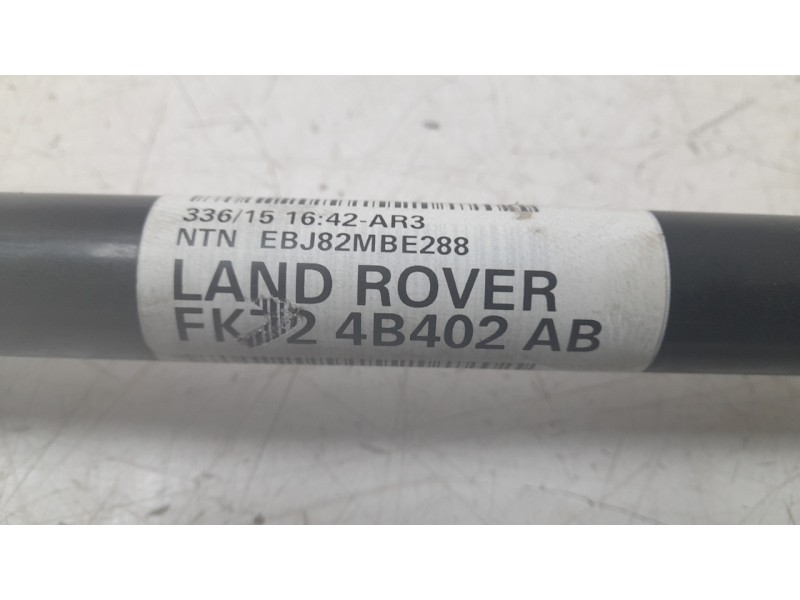 336/15 16:42-AR3
NTN EBJ82MBE288
LAND ROVER
4B402 AB